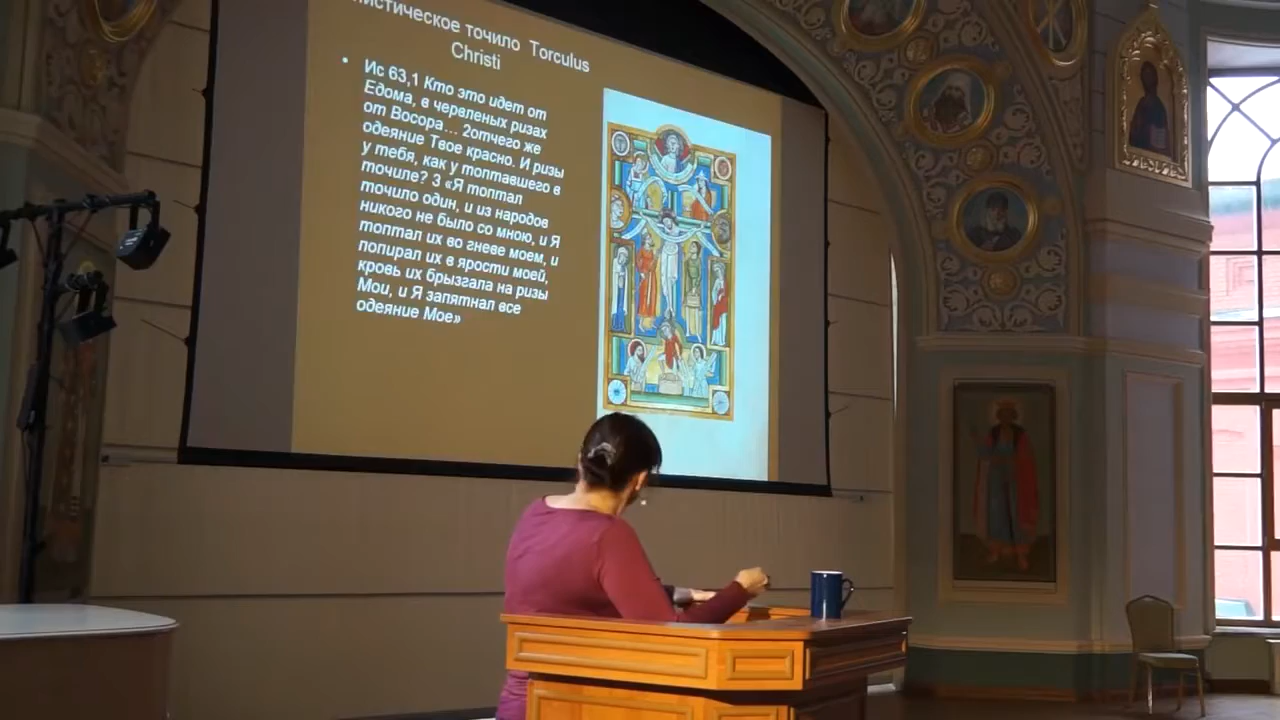 точило Torculus
Christi
• Ис 63,1 Кто это идет от
Едома, в червленых ризах
от Восора... 2отчего же
одеяние Твое красно. И ризы
у тебя, как у топтавшего в
точиле? 3 «Я топтал
точило один, и из народов
никого не было со мною, и Я
топтал их во гневе моем, и
попирал их в ярости моей,
кровь их брызгала на ризы
Мои, и Я запятнал все
одеяние Мое»